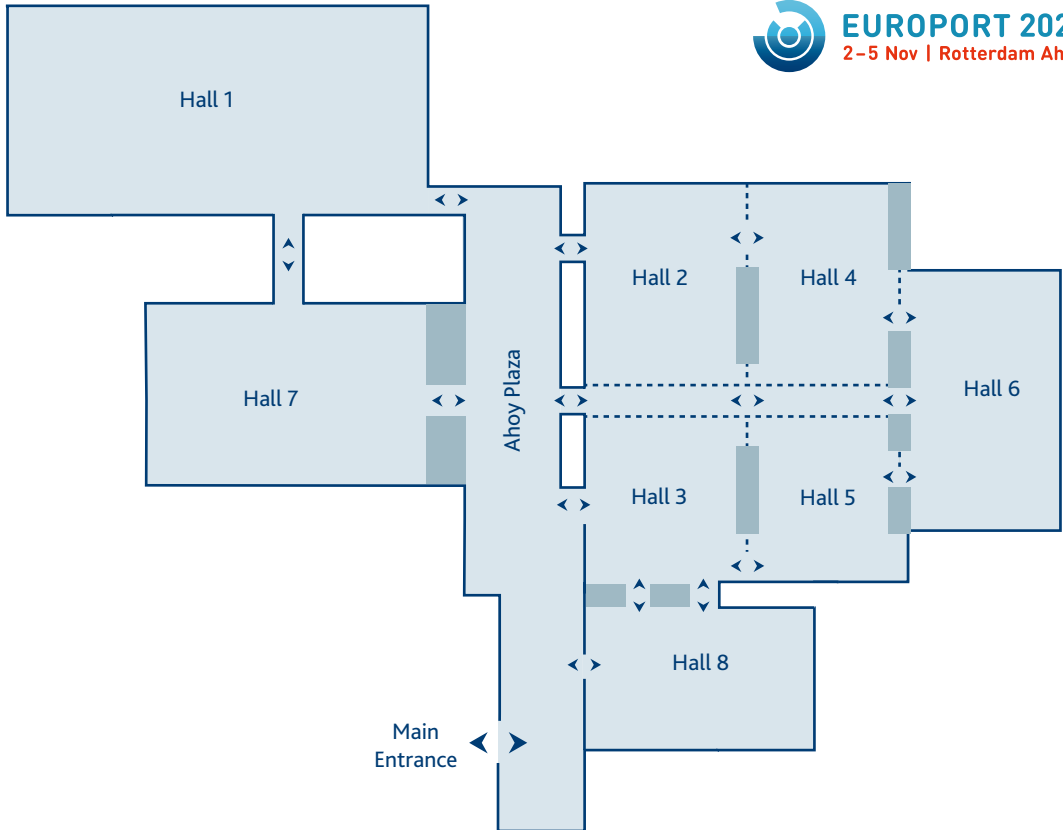 EUROPORT 202
2–5 Nov | Rotterdam Ah
Hall 1
Hall 2
Hall 4
Hall 6
Hall 7
Ahoy Plaza
Hall 3
Hall 5
Hall 8
Main
Entrance